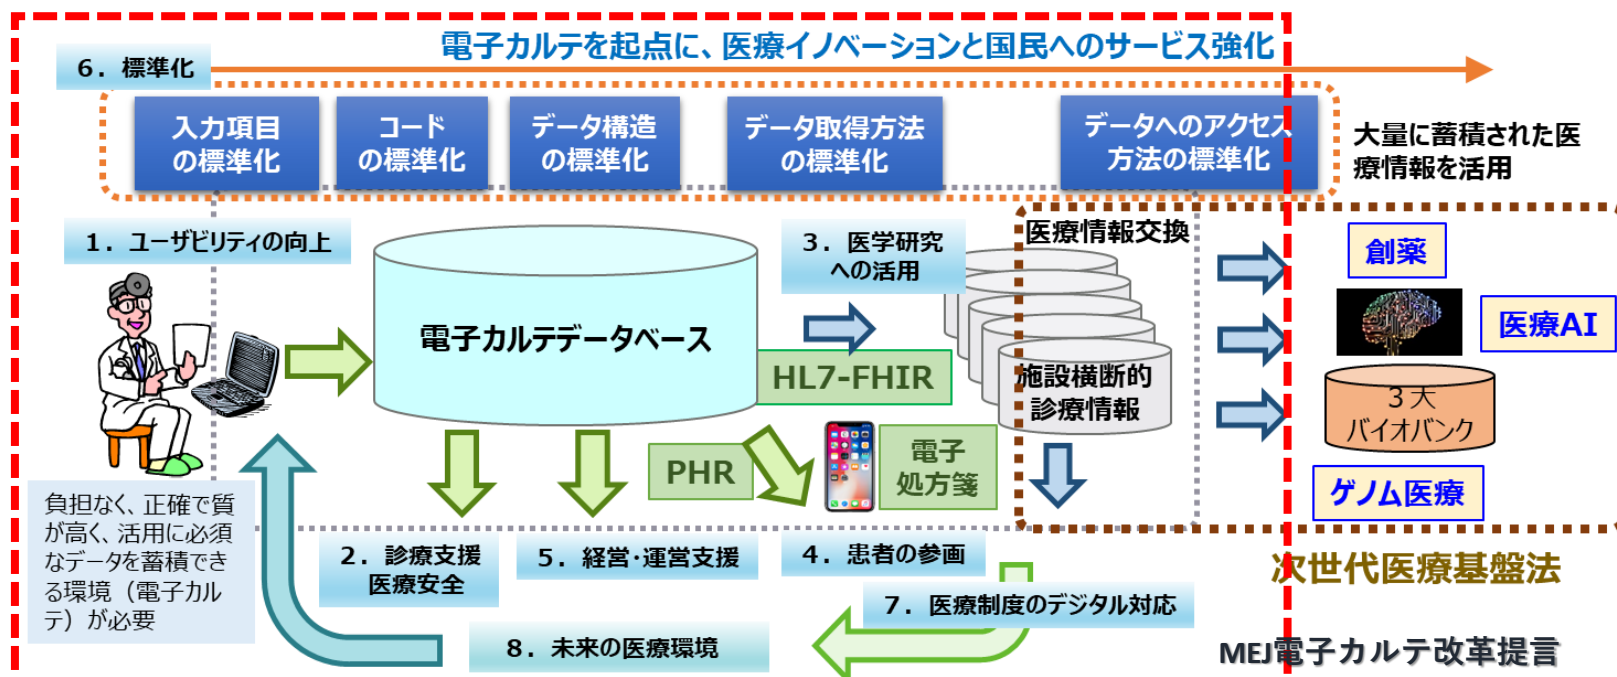 電子カルテを起点に、医療イノベーションと国民へのサービス強化
6．標準化
入力項目
の標準化
コード
の標準化
データ構造
の標準化
データ取得方法
の標準化
データへのアクセス
方法の標準化
大量に蓄積された医
療情報を活用
1．ユーザビリティの向上
3．医学研究
への活用
医療情報交換
創薬
電子カルテデータベース
医療AI
HL7-FHIR
施設横断的
診療情報
３大
バイオバンク
PHR
電子
処方箋
ゲノム医療
負担なく、正確で質
が高く、活用に必須
なデータを蓄積でき
る環境（電子カル
テ）が必要
2．診療支援
医療安全
5．経営・運営支援
4．患者の参画
次世代医療基盤法
7．医療制度のデジタル対応
8．未来の医療環境
MEJ電子カルテ改革提言